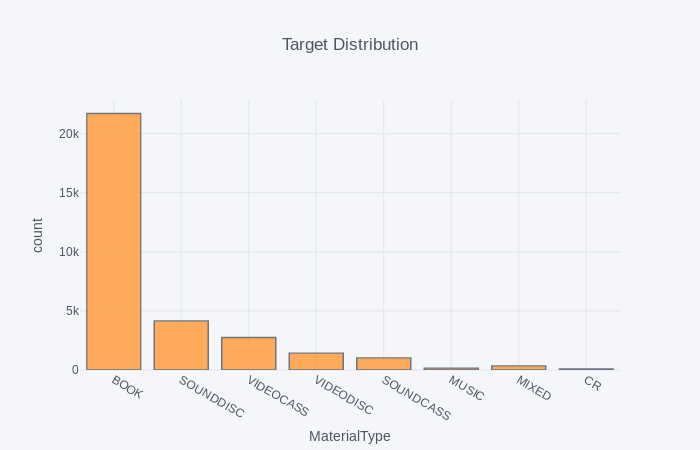 Target Distribution
count
20k
15k
10k
5k
0
BOOK
SOUNDDISC
VIDEOCASS
VIDEODISC
SOUNDCASS
MUSIC
MIXED
CR
MaterialType